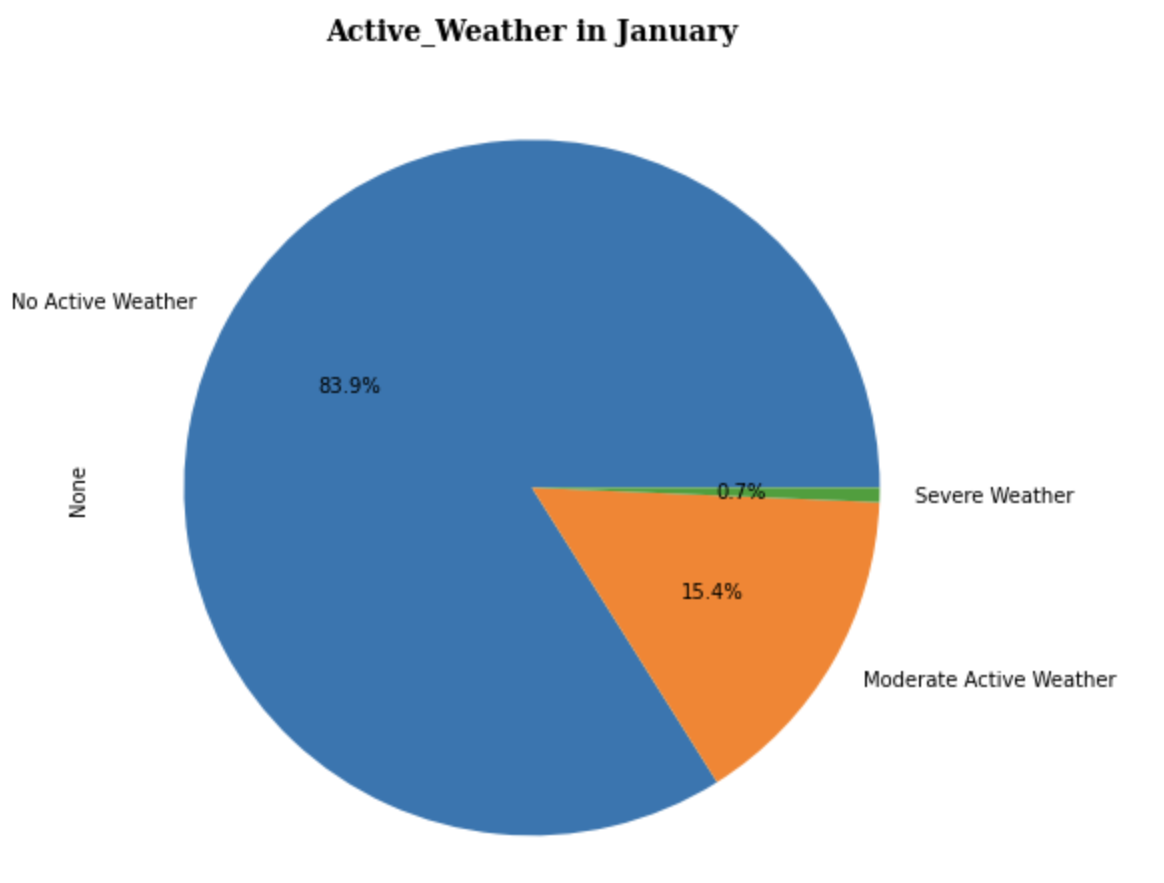 Active_Weather in January
No Active Weather
83.9%
None
0.7%
Severe Weather
15.4%
Moderate Active Weather